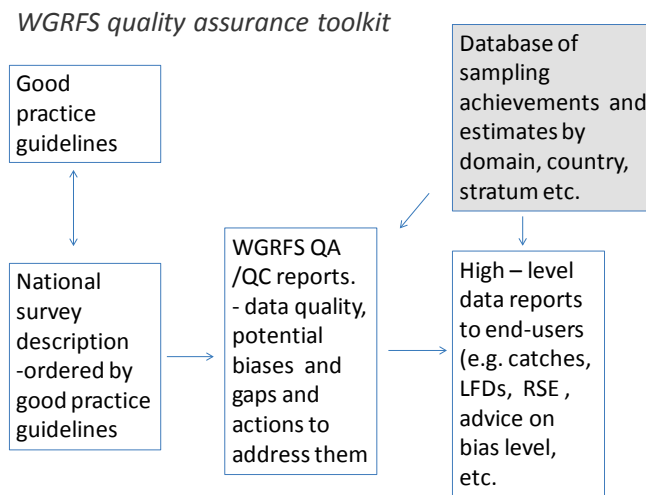 WGRFS quality assurance toolkit
Good
practice
guidelines
Database of
sampling
achievements and
estimates by
domain, country,
stratum etc.
National
survey
description
-ordered by
good practice
guidelines
WGRFS QA
/QC reports.
- data quality,
potential
biases and
gaps and
actions to
address them
High – level
data reports
to end-users
(e.g. catches,
LFDs, RSE ,
advice on
bias level,
etc.